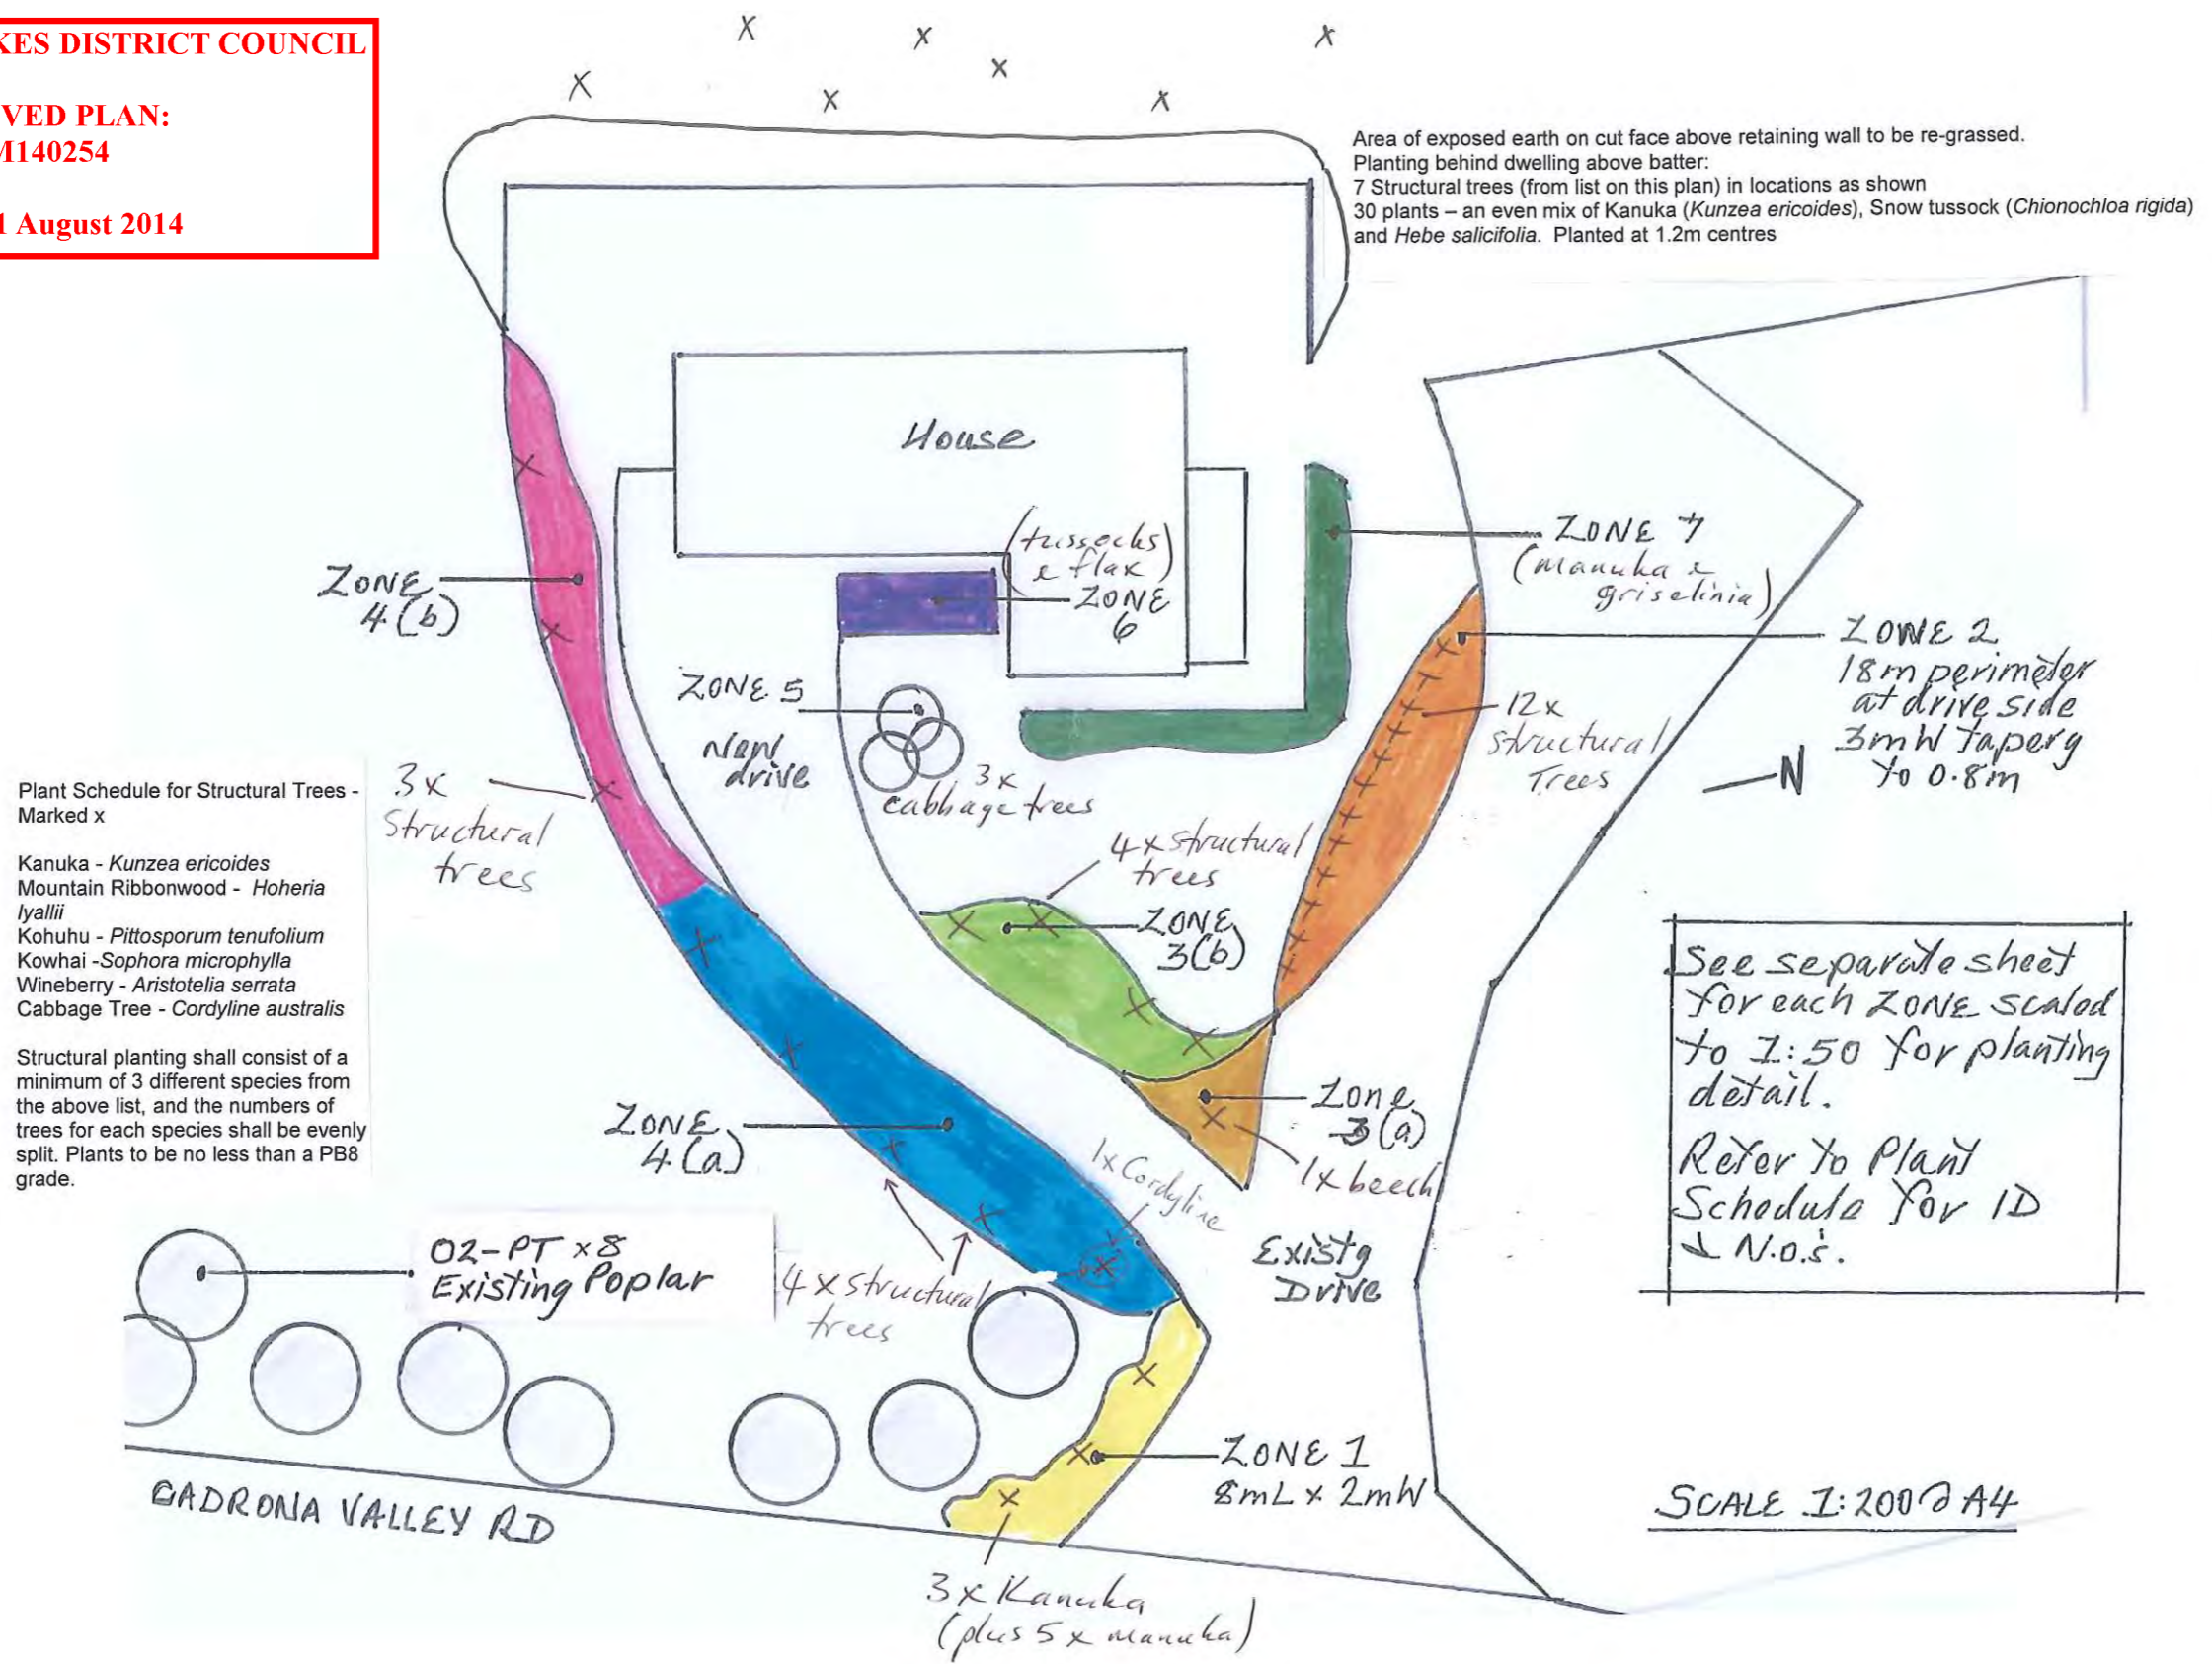 KES DISTRICT COUNCIL
VED PLAN:
M140254
1 August 2014
Area of exposed earth on cut face above retaining wall to be re-grassed.
Planting behind dwelling above batter:
7 Structural trees (from list on this plan) in locations as shown
30 plants – an even mix of Kanuka (Kunzea ericoides), Snow tussock (Chionochloa rigida)
and Hebe salicifolia. Planted at 1.2m centres
House
(tussocks
& flax)
ZONE
6
ZONE 7
(manuka &
griselinia)
ZONE
4(b)
ZONE 2
18m perimeter
at drive side
3mW taperg
to 0.8m
ZONE 5
New
drive
3x
cabbage trees
12x
structural
Trees
N
3x
Structural
trees
4x structural
trees
ZONE
3(b)
Plant Schedule for Structural Trees -
Marked x
Kanuka - Kunzea ericoides
Mountain Ribbonwood - Hoheria
lyallii
Kohuhu - Pittosporum tenufolium
Kowhai -Sophora microphylla
Wineberry - Aristotelia serrata
Cabbage Tree - Cordyline australis
Structural planting shall consist of a
minimum of 3 different species from
the above list, and the numbers of
trees for each species shall be evenly
split. Plants to be no less than a PB8
grade.
See separate sheet
for each ZONE scaled
to 1:50 for planting
detail.
Refer to Plant
Schedule for ID
& N.o.s.
ZONE
4(a)
Zone
3(a)
1x beech
1x Cordyline
Existg
Drive
02-PT x8
Existing Poplar
4x structural
trees
ZONE 1
8mL x 2mW
CADRONA VALLEY RD
SCALE 1:200@A4
3x Kanuka
(plus 5x manuka)